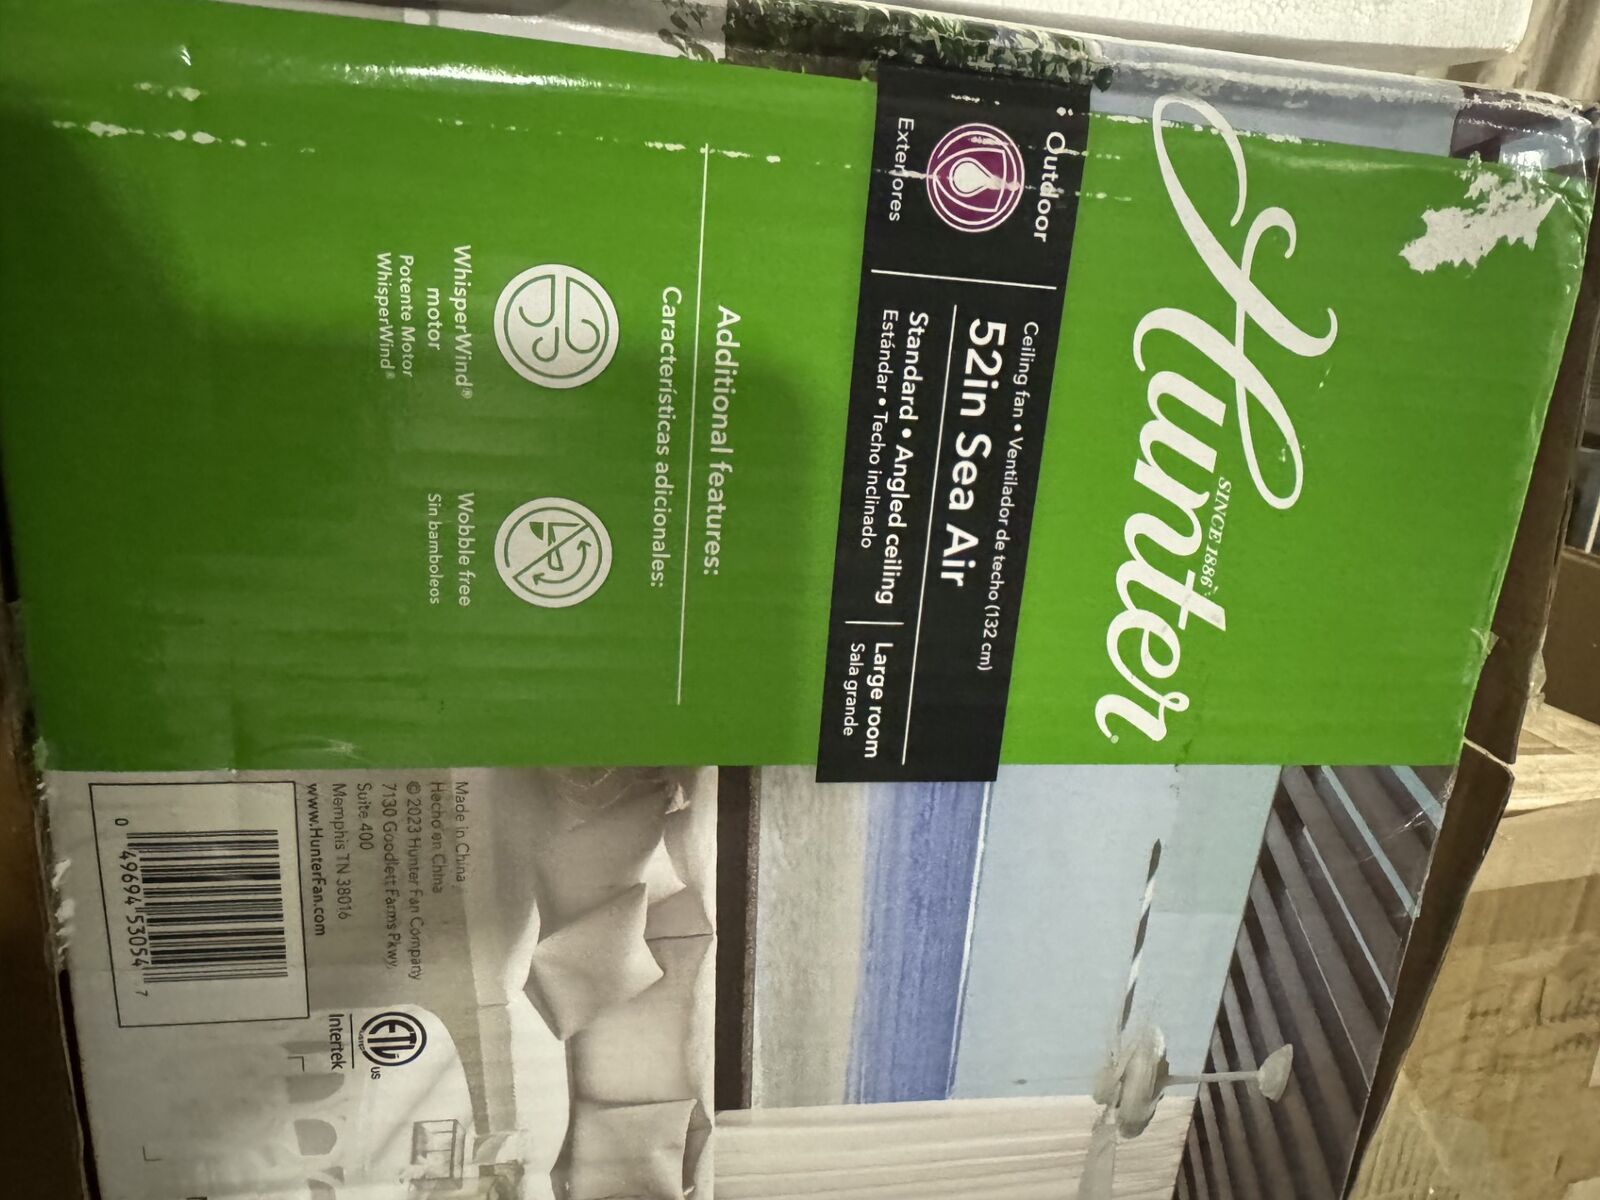 Hunter®
SINCE 1886
Outdoor
Exteriores
Ceiling fan • Ventilador de techo (132 cm)
52in Sea Air
Standard • Angled ceiling
Estándar • Techo inclinado
Large room
Sala grande
Additional features:
Características adicionales:
WhisperWind®
motor
Potente Motor
WhisperWind®
Wobble free
Sin bamboleos
Made in China
Hecho en China
© 2023 Hunter Fan Company
7130 Goodlett Farms Pkwy,
Suite 400
Memphis TN 38016
www.HunterFan.com
0 49694 53054 7
ETL
US
Intertek